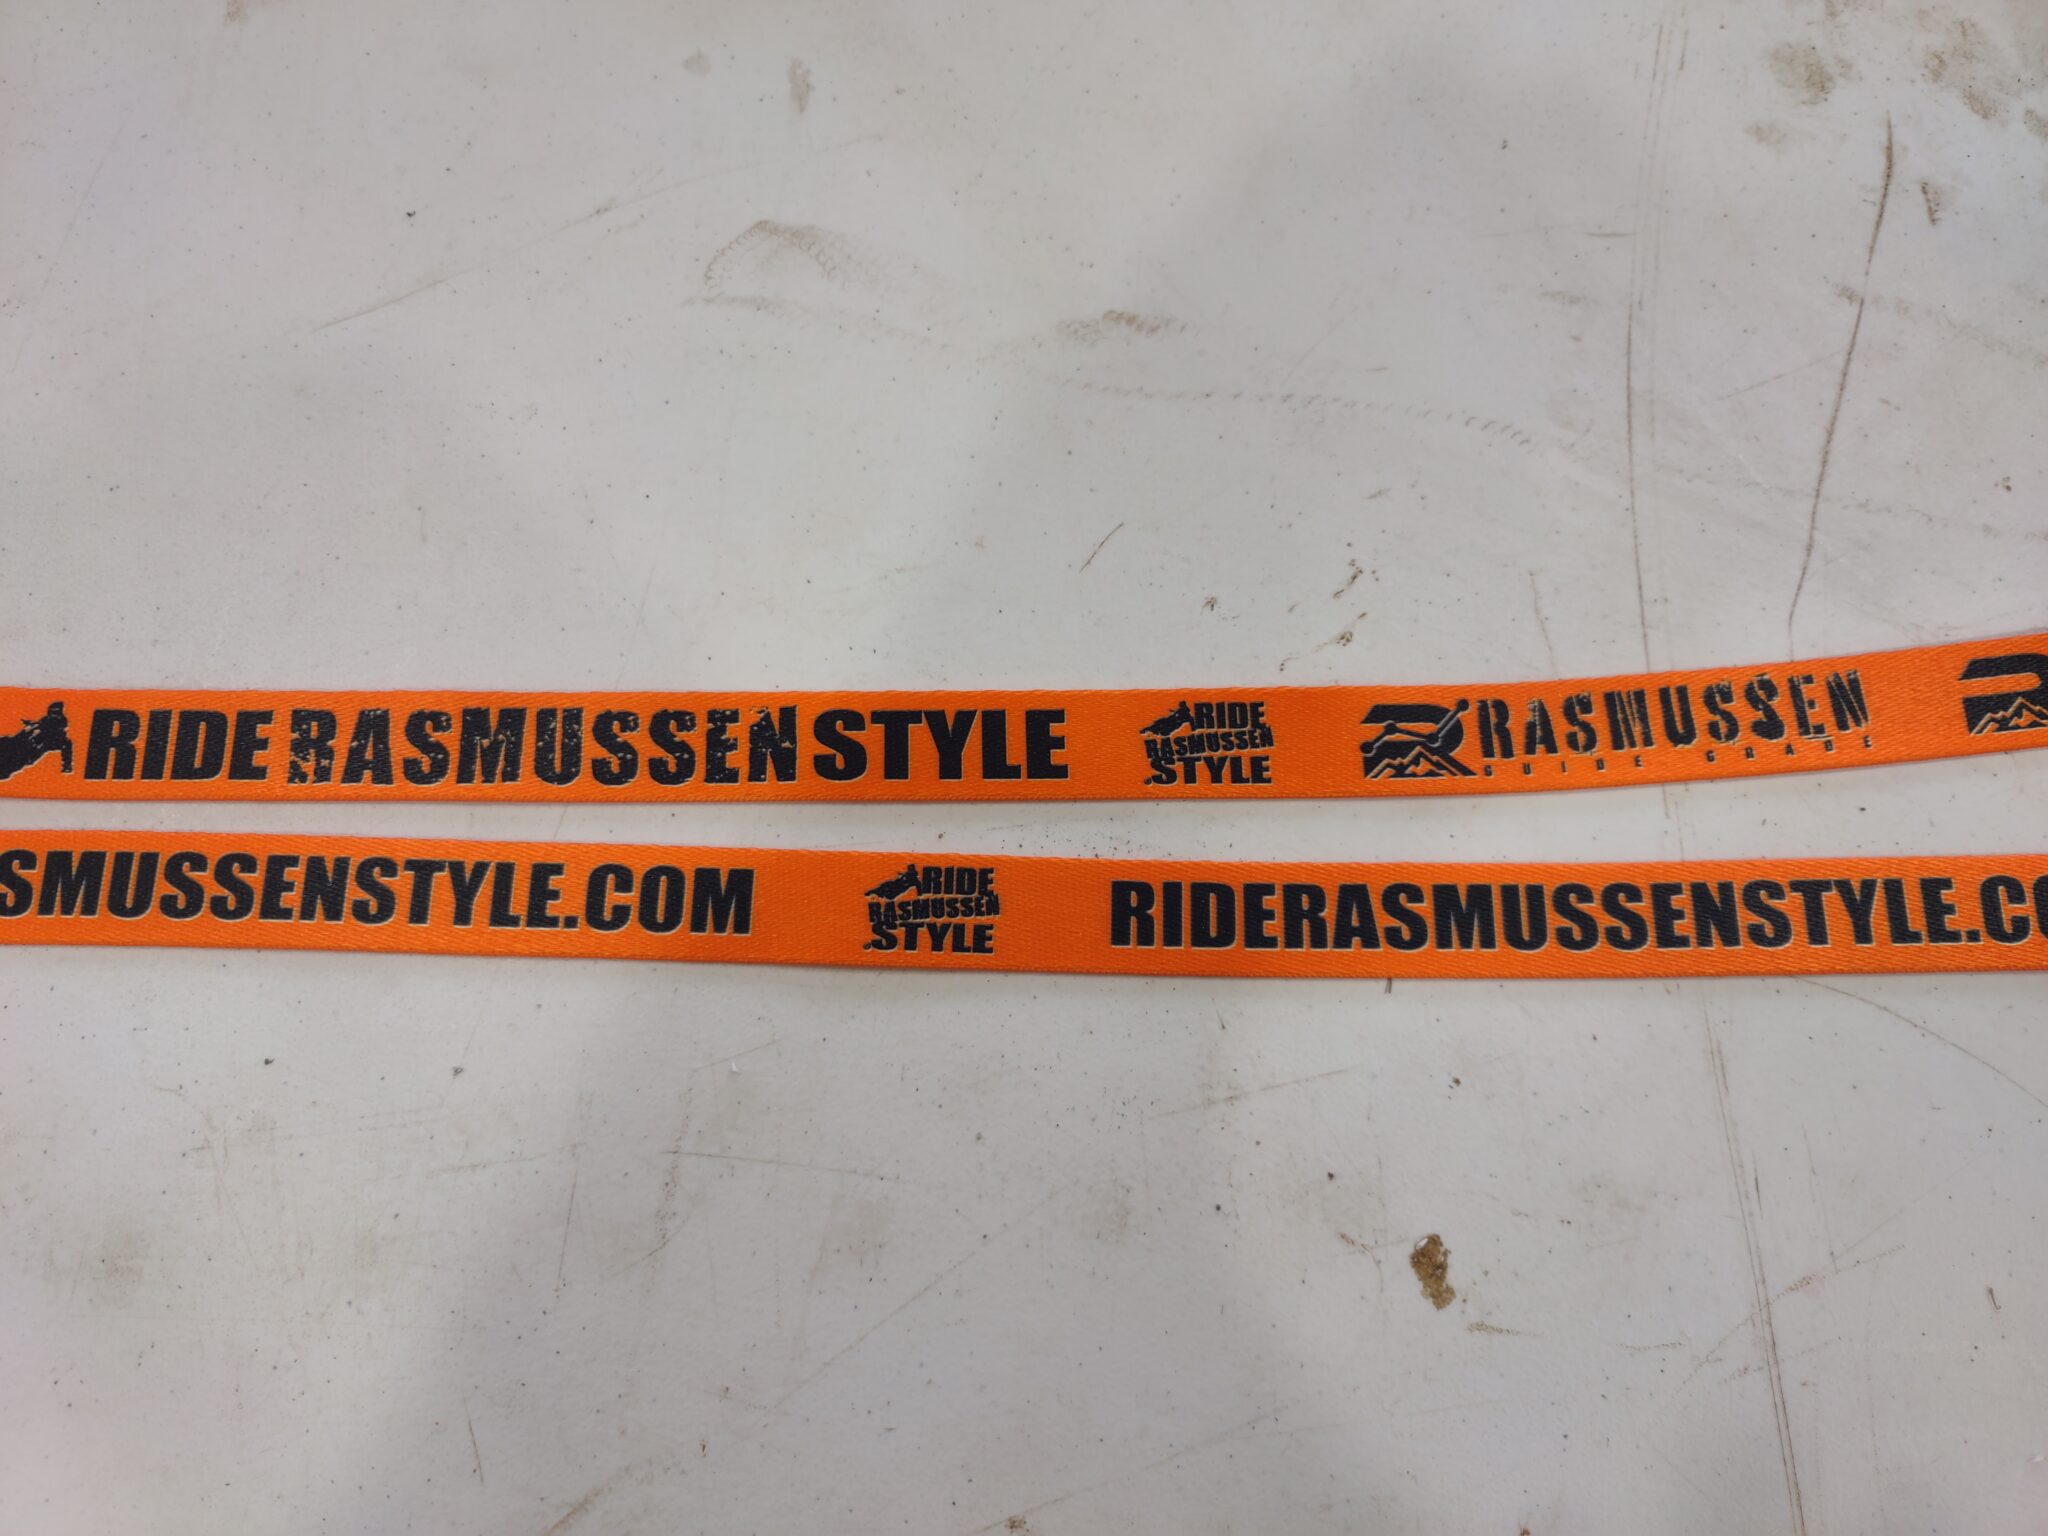 RIDE RASMUSSEN STYLE
RIDE
RASMUSSEN
.STYLE
RASMUSSEN
GUIDE GRADE
SMUSSENSTYLE.COM
RIDE
RASMUSSEN
.STYLE
RIDERASMUSSENSTYLE.CO